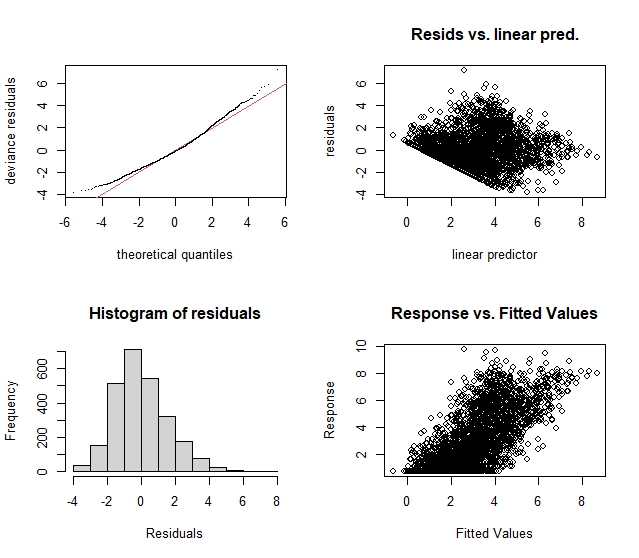 deviance residuals
-4 -2 0 2 4 6
-6 -4 -2 0 2 4 6
theoretical quantiles
Resids vs. linear pred.
residuals
-4 -2 0 2 4 6
0 2 4 6 8
linear predictor
Histogram of residuals
Frequency
0 200 400 600
-4 -2 0 2 4 6 8
Residuals
Response vs. Fitted Values
Response
2 4 6 8 10
0 2 4 6 8
Fitted Values